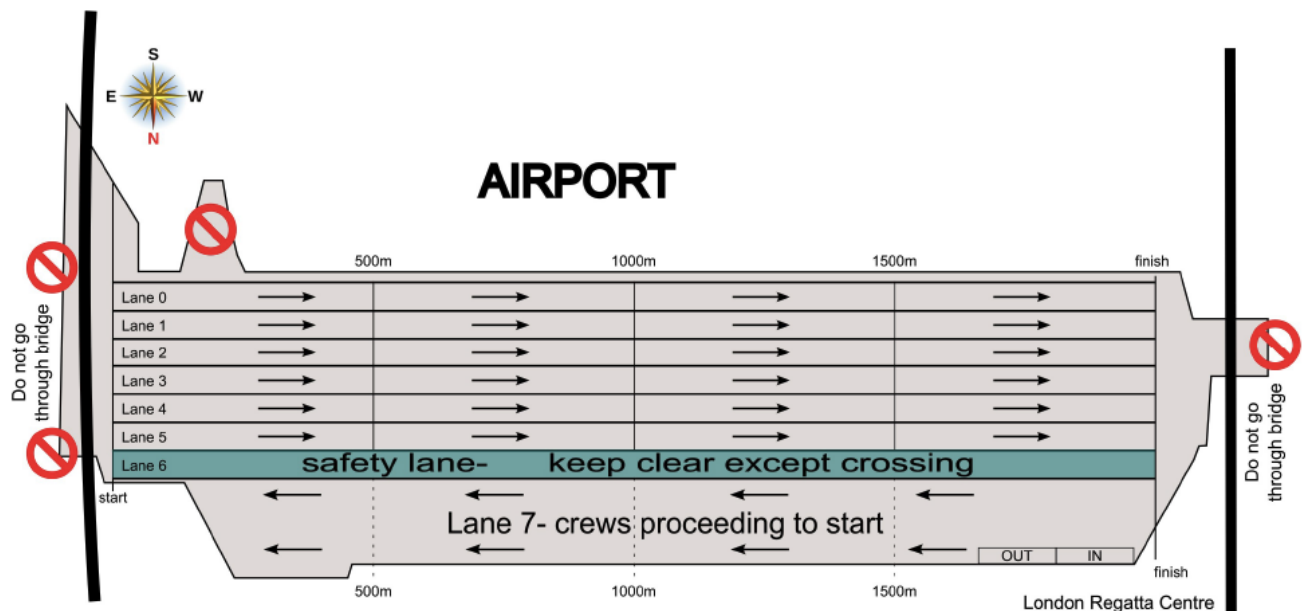 S
E W
N
AIRPORT
500m 1000m 1500m finish
Lane 0
Lane 1
Lane 2
Lane 3
Lane 4
Lane 5
Lane 6 safety lane- keep clear except crossing
start
Do not go
through bridge
Do not go
through bridge
Lane 7- crews proceeding to start
OUT IN
500m 1000m 1500m finish
London Regatta Centre